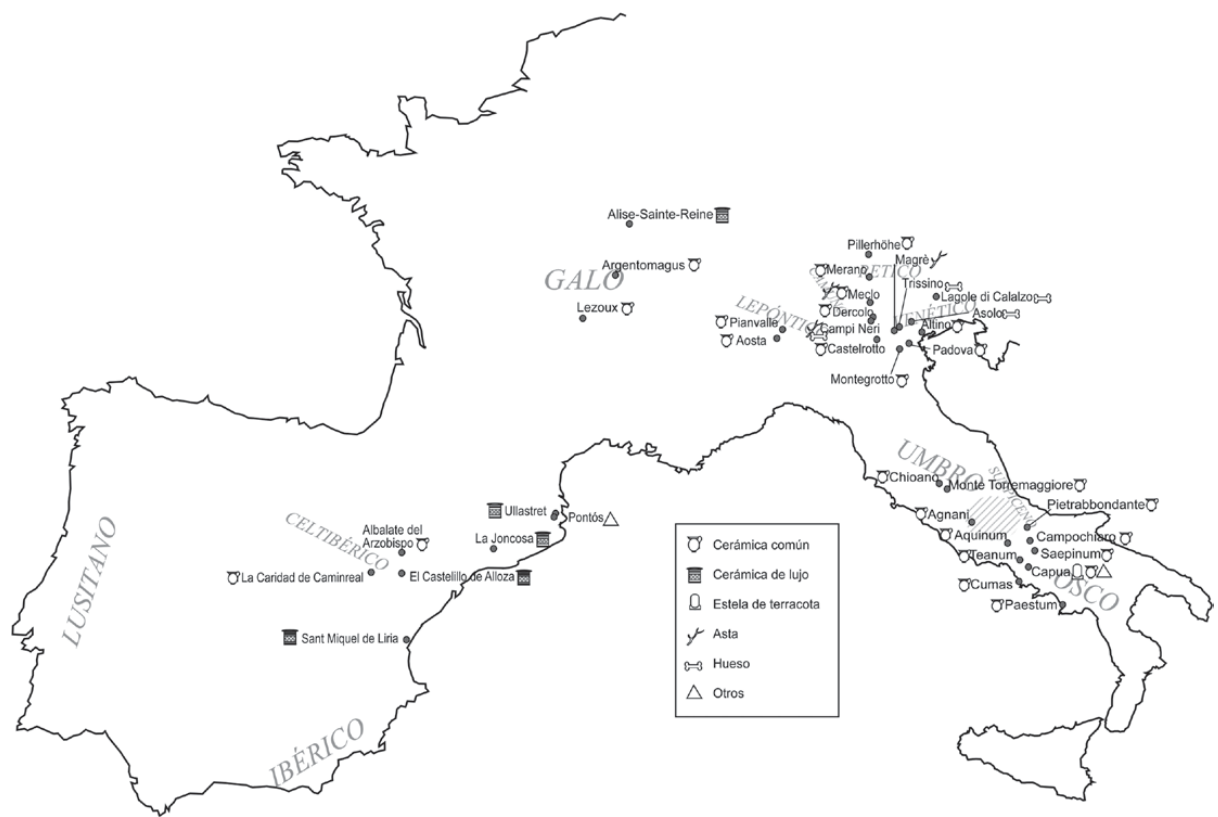 Alise-Sainte-Reine
Argentomagus
GALO
Lezoux
Pillerhöhe
Magrè
Merano
RETICO
Trissino
Meclo
Lagole di Calalzo
LEPÓNTICO
Dercolo
VENÉTICO
Asolo
Pianvalle
Campi Neri
Altino
Aosta
Castelrotto
Padova
Montegrotto
UMBRO
Chioano
Monte Torremaggiore
Pietrabbondante
Agnani
Aquinum
Campochiaro
Teanum
Saepinum
Capua
Cumas
OSCO
Paestum
Ullastret
Pontós
La Joncosa
CELTIBÉRICO
Albalate del
Arzobispo
La Caridad de Caminreal
El Castelillo de Alloza
LUSITANO
Sant Miquel de Liria
IBÉRICO
Cerámica común
Cerámica de lujo
Estela de terracota
Asta
Hueso
Otros